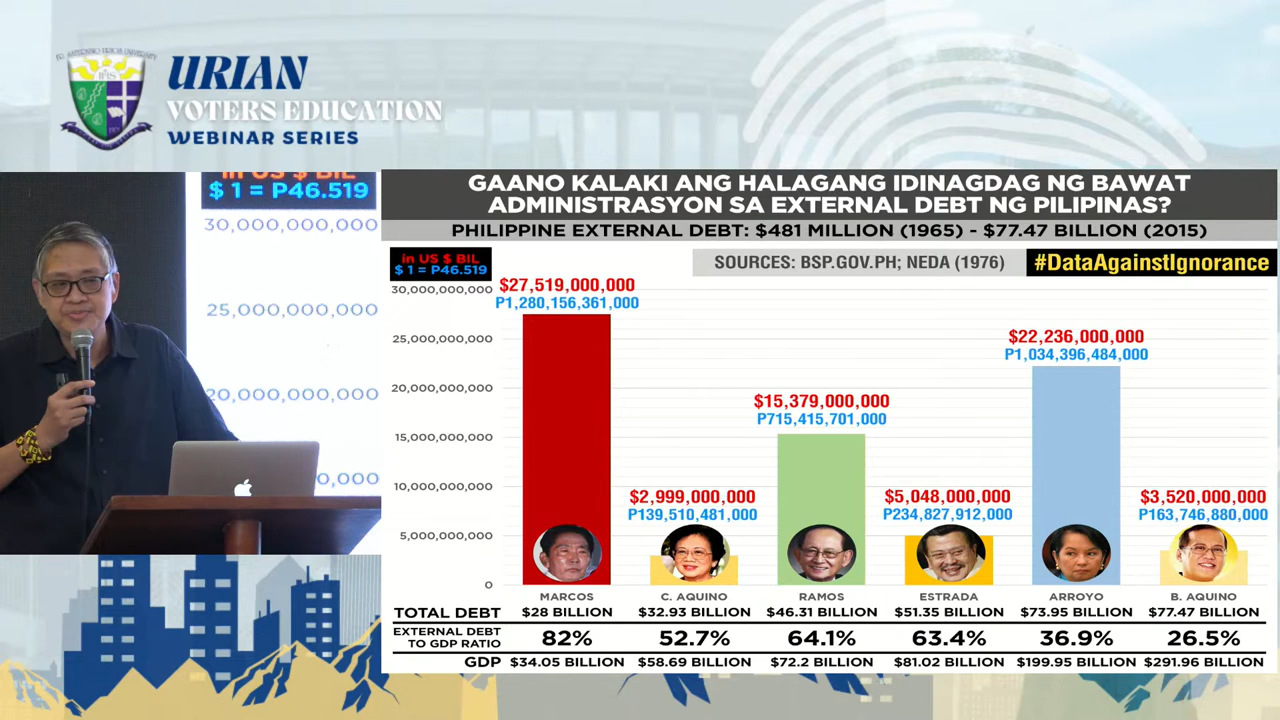 URIAN
VOTERS EDUCATION
WEBINAR SERIES
in US $ BIL
$ 1 = P46.519
30,000,000,000
25,000,000,000
20,000,000,000
0,000
GAANO KALAKI ANG HALAGANG IDINAGDAG NG BAWAT
ADMINISTRASYON SA EXTERNAL DEBT NG PILIPINAS?
PHILIPPINE EXTERNAL DEBT: $481 MILLION (1965) - $77.47 BILLION (2015)
in US $ BIL
$ 1 = P46.519
SOURCES: BSP.GOV.PH; NEDA (1976)
#DataAgainstIgnorance
30,000,000,000
25,000,000,000
20,000,000,000
15,000,000,000
10,000,000,000
5,000,000,000
0
$27,519,000,000
P1,280,156,361,000
$2,999,000,000
P139,510,481,000
$15,379,000,000
P715,415,701,000
$5,048,000,000
P234,827,912,000
$22,236,000,000
P1,034,396,484,000
$3,520,000,000
P163,746,880,000
MARCOS C. AQUINO RAMOS ESTRADA ARROYO B. AQUINO
TOTAL DEBT $28 BILLION $32.93 BILLION $46.31 BILLION $51.35 BILLION $73.95 BILLION $77.47 BILLION
EXTERNAL DEBT
TO GDP RATIO 82% 52.7% 64.1% 63.4% 36.9% 26.5%
GDP $34.05 BILLION $58.69 BILLION $72.2 BILLION $81.02 BILLION $199.95 BILLION $291.96 BILLION